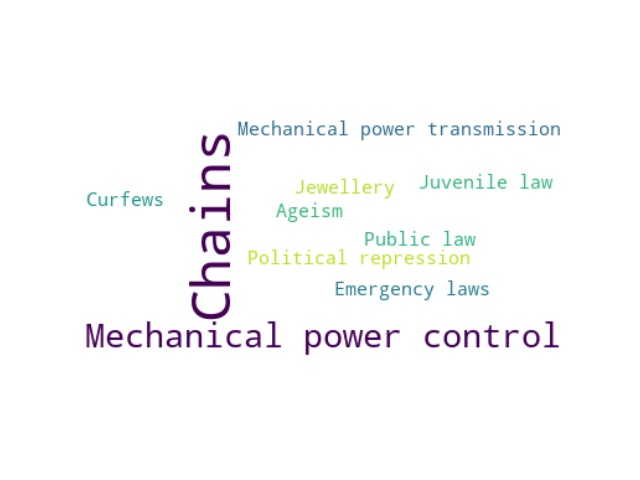 Mechanical power transmission
Chains
Juvenile law
Jewellery
Curfews
Ageism
Public law
Political repression
Emergency laws
Mechanical power control